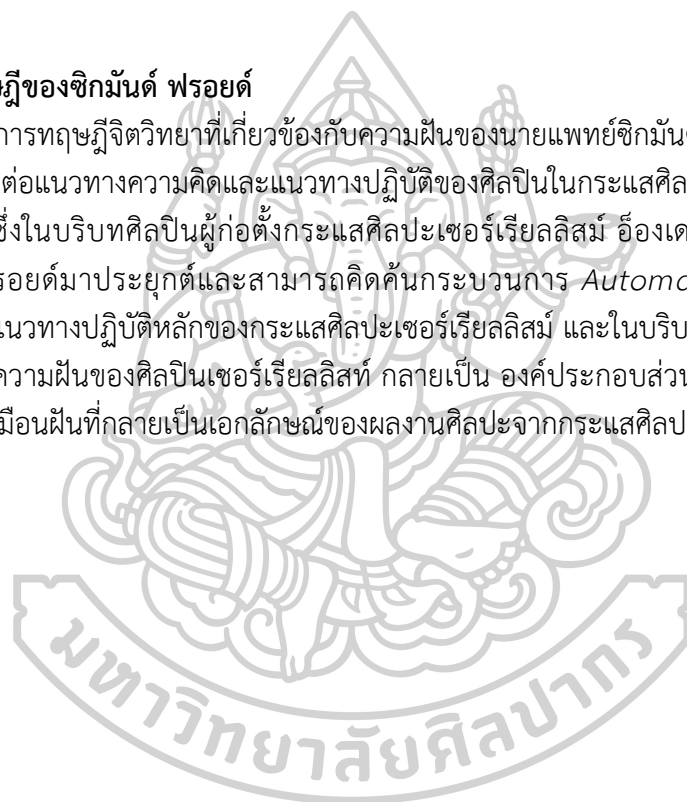 ษฎีของซิกมันด์ ฟรอยด์
การทฤษฎีจิตวิทยาที่เกี่ยวข้องกับความฝันของนายแพทย์ซิกมัน
ต่อแนวทางความคิดและแนวทางปฏิบัติของศิลปินในกระแสศิล
ซึ่งในบริบทศิลปินผู้ก่อตั้งกระแสศิลปะเซอร์เรียลลิสม์ อ็องเด
รอยด์มาประยุกต์และสามารถคิดค้นกระบวนการ Automa
แนวทางปฏิบัติหลักของกระแสศิลปะเซอร์เรียลลิสม์ และในบริบ
ความฝันของศิลปินเซอร์เรียลลิสท์ กลายเป็น องค์ประกอบส่วน
มือนฝันที่กลายเป็นเอกลักษณ์ของผลงานศิลปะจากกระแสศิลป
มหาวิทยาลัยศิลปากร